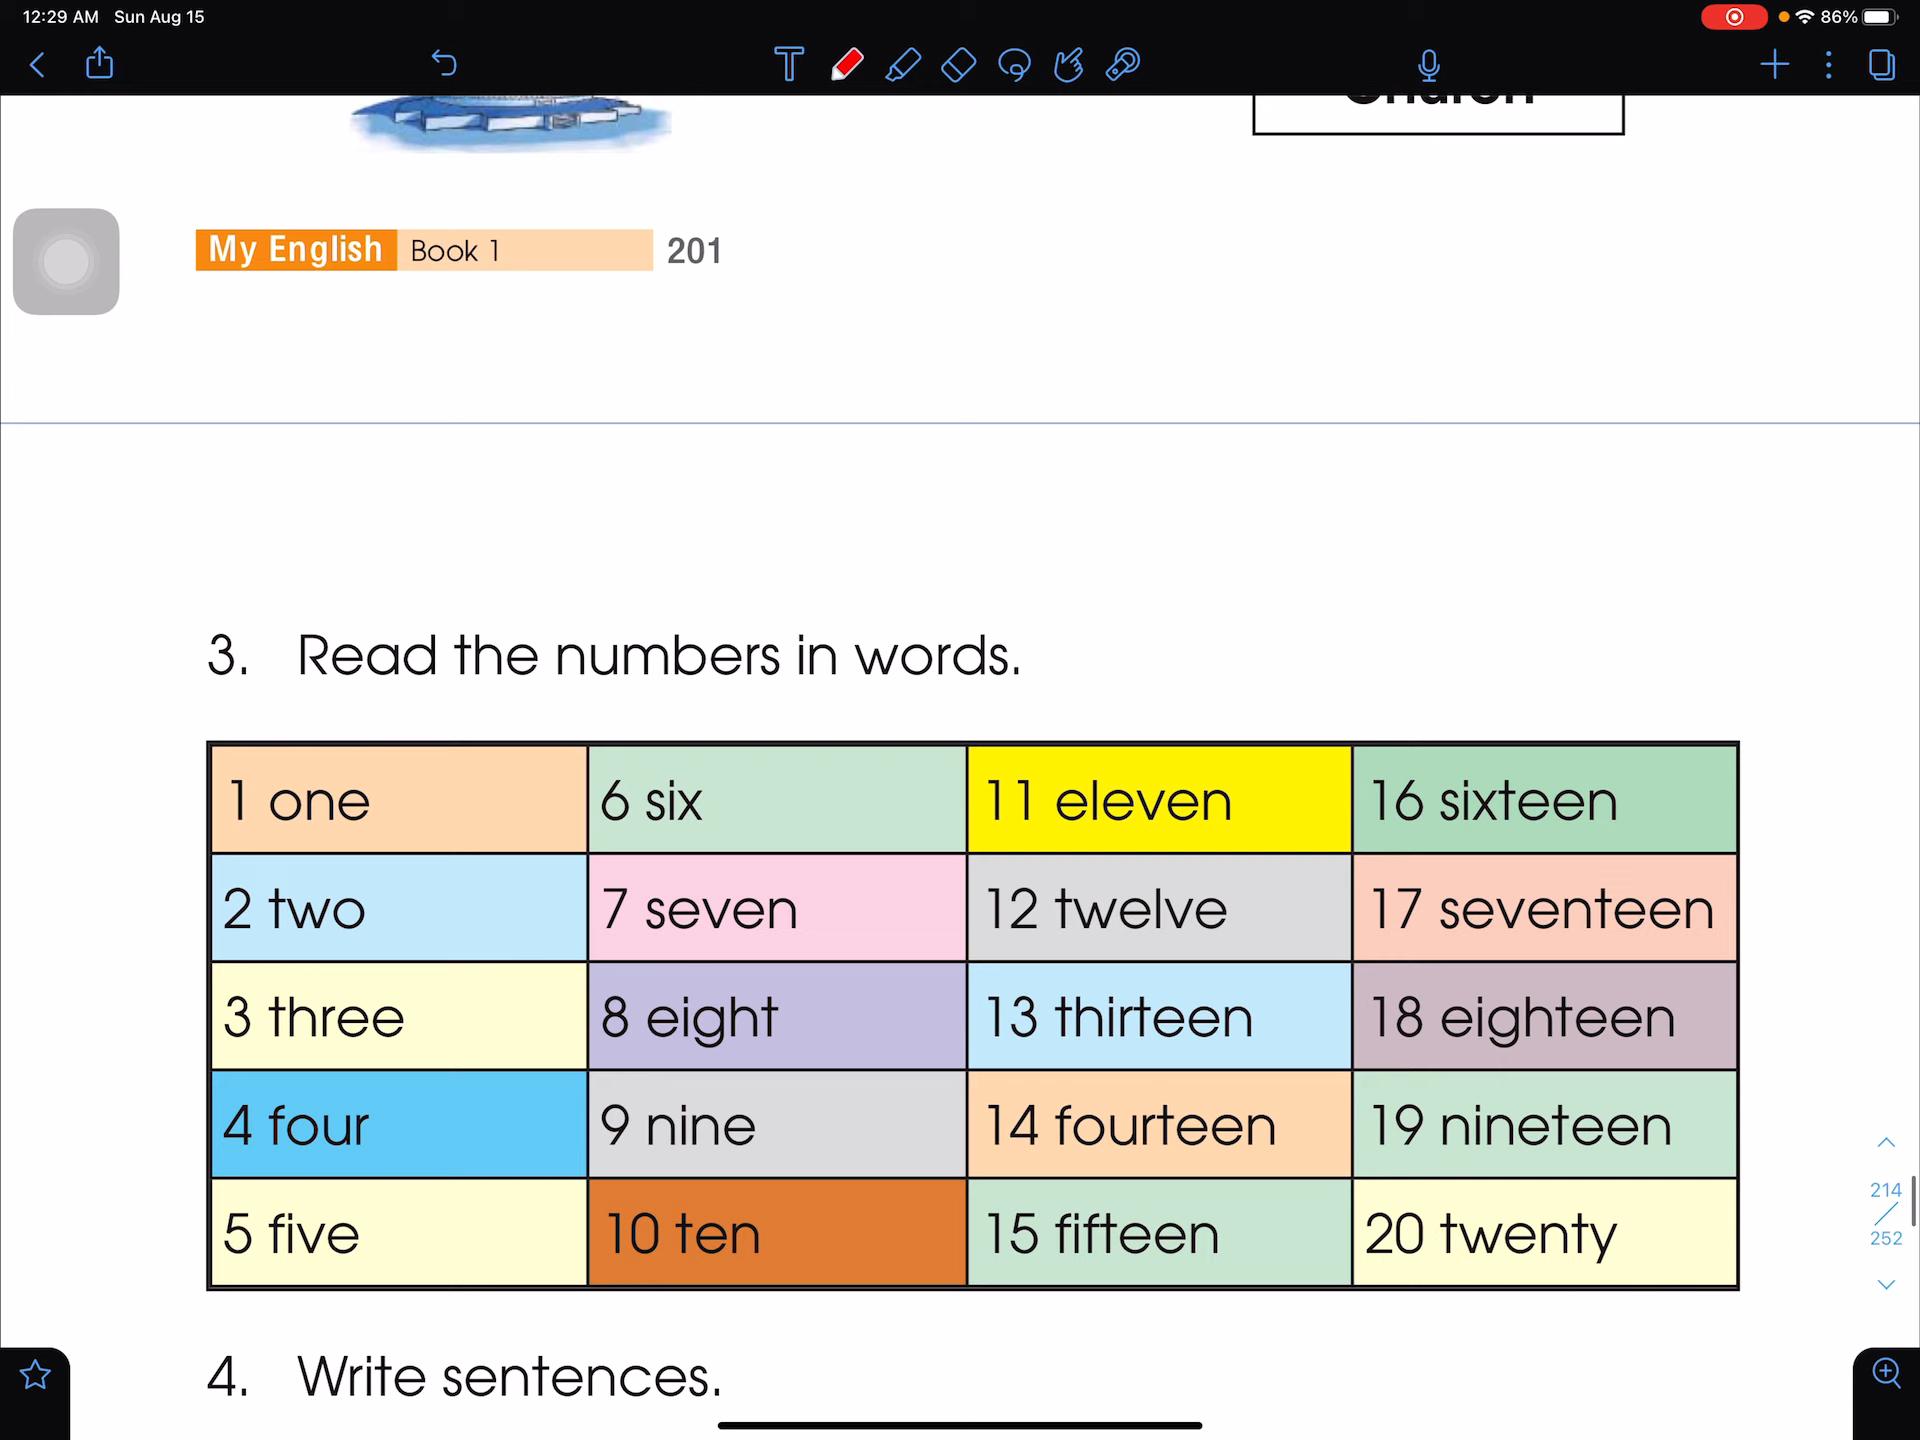 12:29 AM Sun Aug 15
86%
Church
My English Book 1 201
3. Read the numbers in words.
1 one 6 six 11 eleven 16 sixteen
2 two 7 seven 12 twelve 17 seventeen
3 three 8 eight 13 thirteen 18 eighteen
4 four 9 nine 14 fourteen 19 nineteen
5 five 10 ten 15 fifteen 20 twenty
214
252
4. Write sentences.